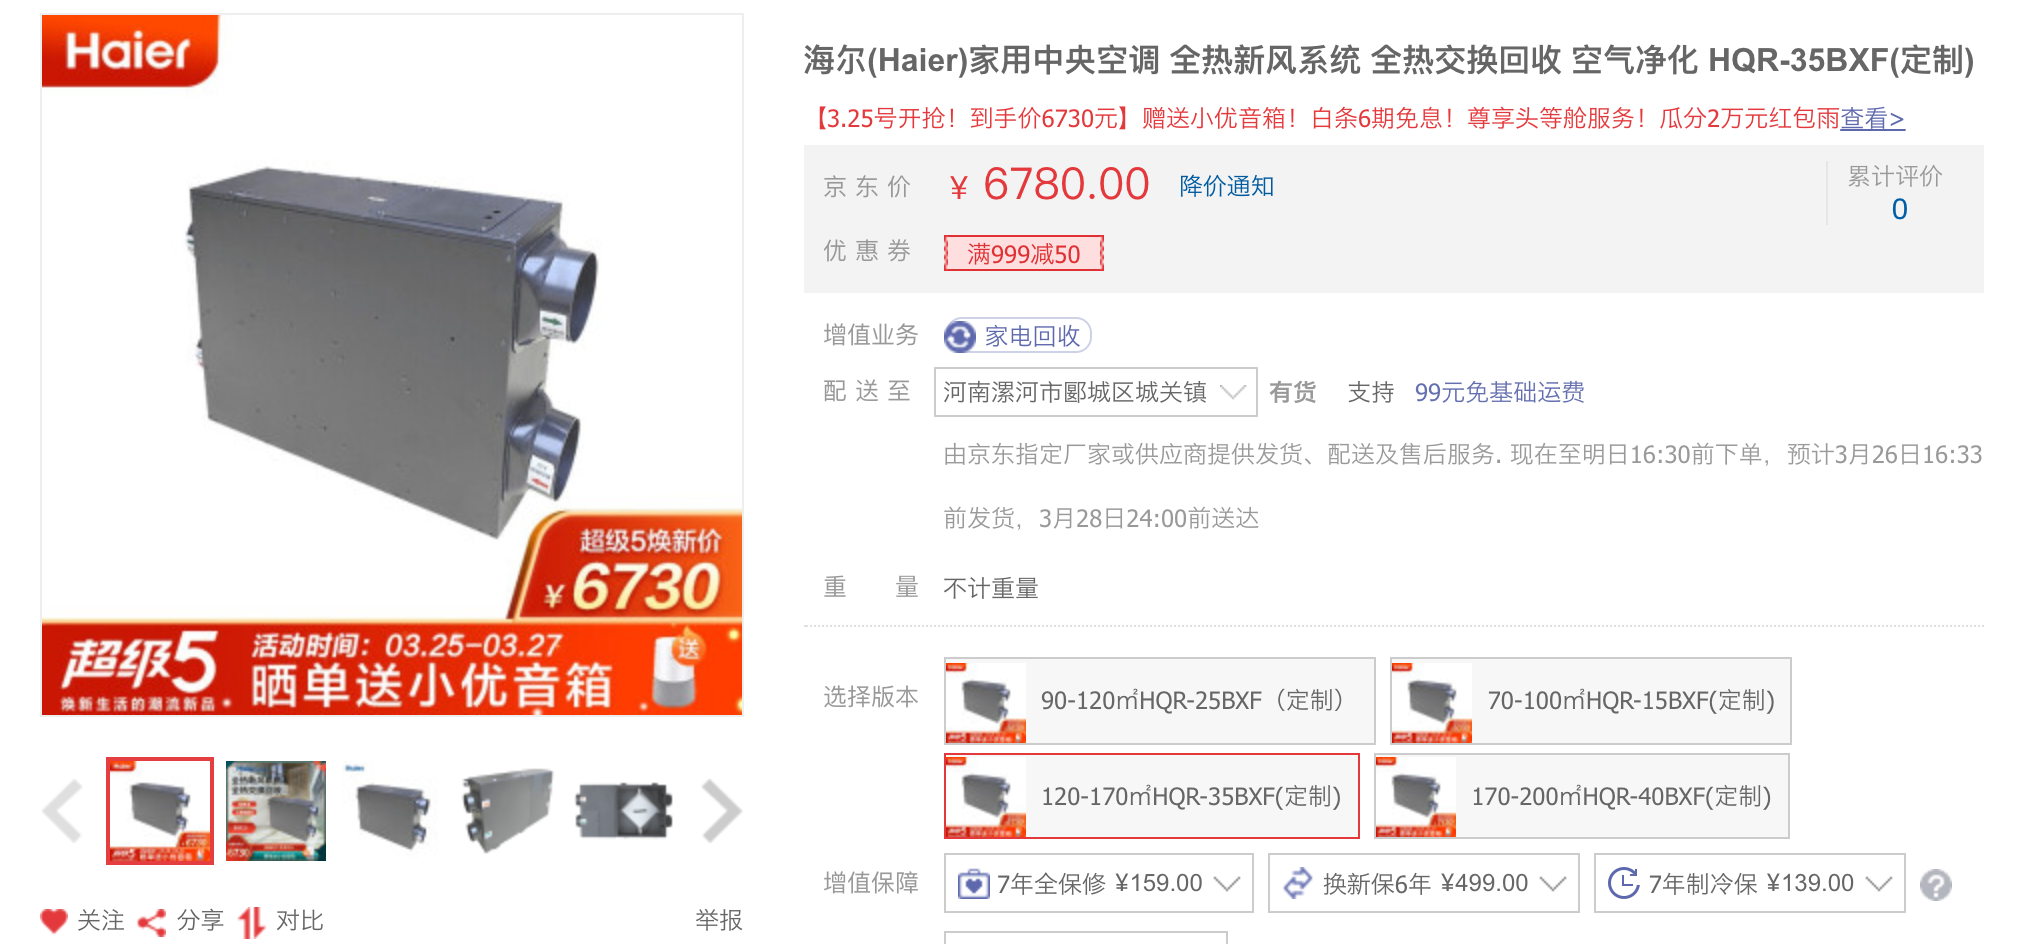 Haier
超级5焕新价
¥6730
超级5
焕新生活的潮流新品
活动时间：03.25-03.27
晒单送小优音箱
送
关注
分享
对比
举报
海尔(Haier)家用中央空调 全热新风系统 全热交换回收 空气净化 HQR-35BXF(定制)
【3.25号开抢！到手价6730元】赠送小优音箱！白条6期免息！尊享头等舱服务！瓜分2万元红包雨查看>
京东价 ¥ 6780.00 降价通知
累计评价
0
优惠券 满999减50
增值业务 家电回收
配送至 河南漯河市郾城区城关镇 有货 支持 99元免基础运费
由京东指定厂家或供应商提供发货、配送及售后服务. 现在至明日16:30前下单，预计3月26日16:33
前发货，3月28日24:00前送达
重量 不计重量
选择版本 90-120㎡HQR-25BXF（定制） 70-100㎡HQR-15BXF(定制)
120-170㎡HQR-35BXF(定制) 170-200㎡HQR-40BXF(定制)
增值保障 7年全保修 ¥159.00 换新保6年 ¥499.00 7年制冷保 ¥139.00 ?